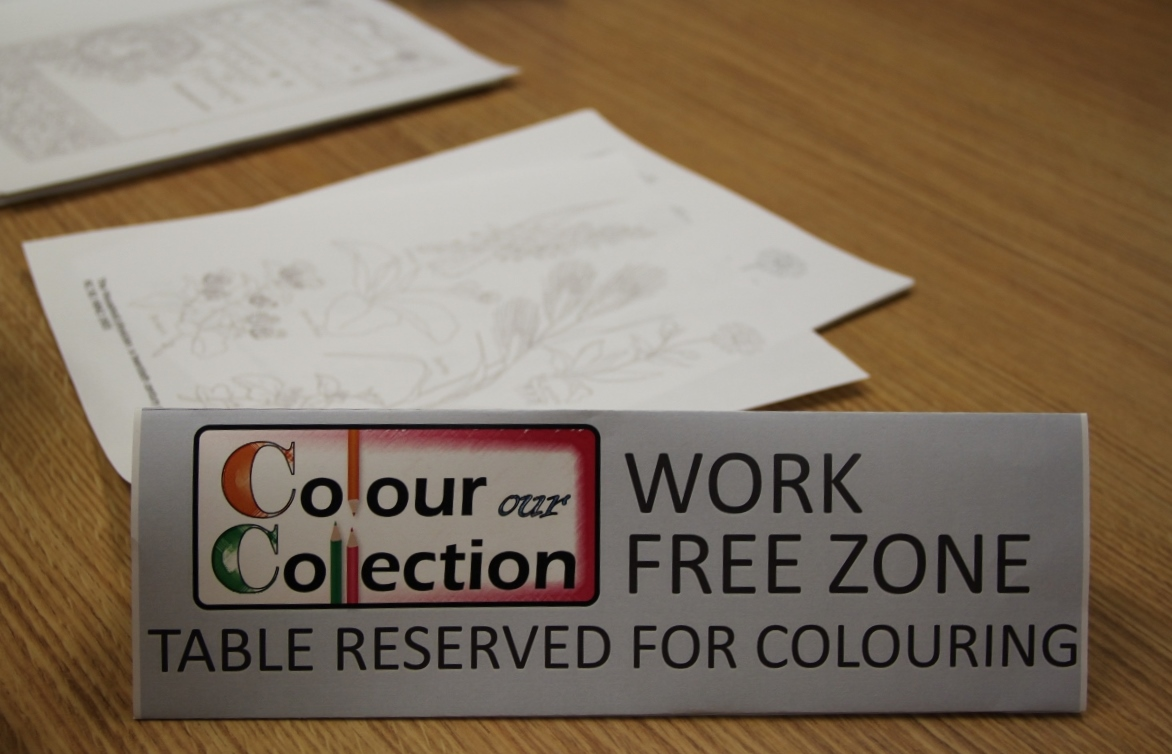 Colour our
Collection
WORK
FREE ZONE
TABLE RESERVED FOR COLOURING